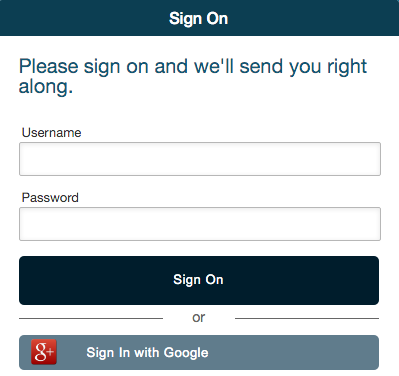 Sign On
Please sign on and we'll send you right
along.
Username
Password
Sign On
or
g+ Sign In with Google